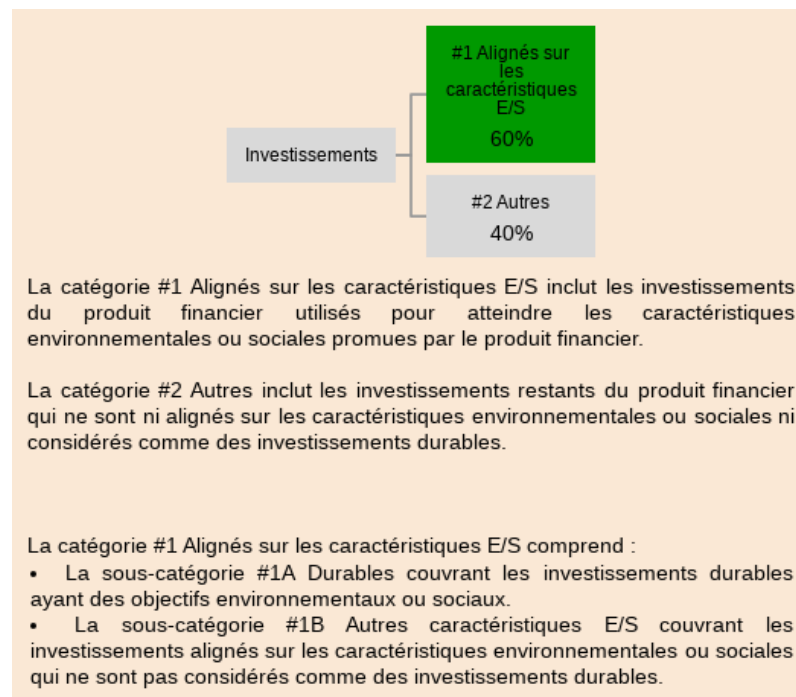 #1 Alignés sur
les
caractéristiques
E/S
60%
Investissements
#2 Autres
40%
La catégorie #1 Alignés sur les caractéristiques E/S inclut les investissements
du produit financier utilisés pour atteindre les caractéristiques
environnementales ou sociales promues par le produit financier.
La catégorie #2 Autres inclut les investissements restants du produit financier
qui ne sont ni alignés sur les caractéristiques environnementales ou sociales ni
considérés comme des investissements durables.
La catégorie #1 Alignés sur les caractéristiques E/S comprend :
• La sous-catégorie #1A Durables couvrant les investissements durables
ayant des objectifs environnementaux ou sociaux.
• La sous-catégorie #1B Autres caractéristiques E/S couvrant les
investissements alignés sur les caractéristiques environnementales ou sociales
qui ne sont pas considérés comme des investissements durables.